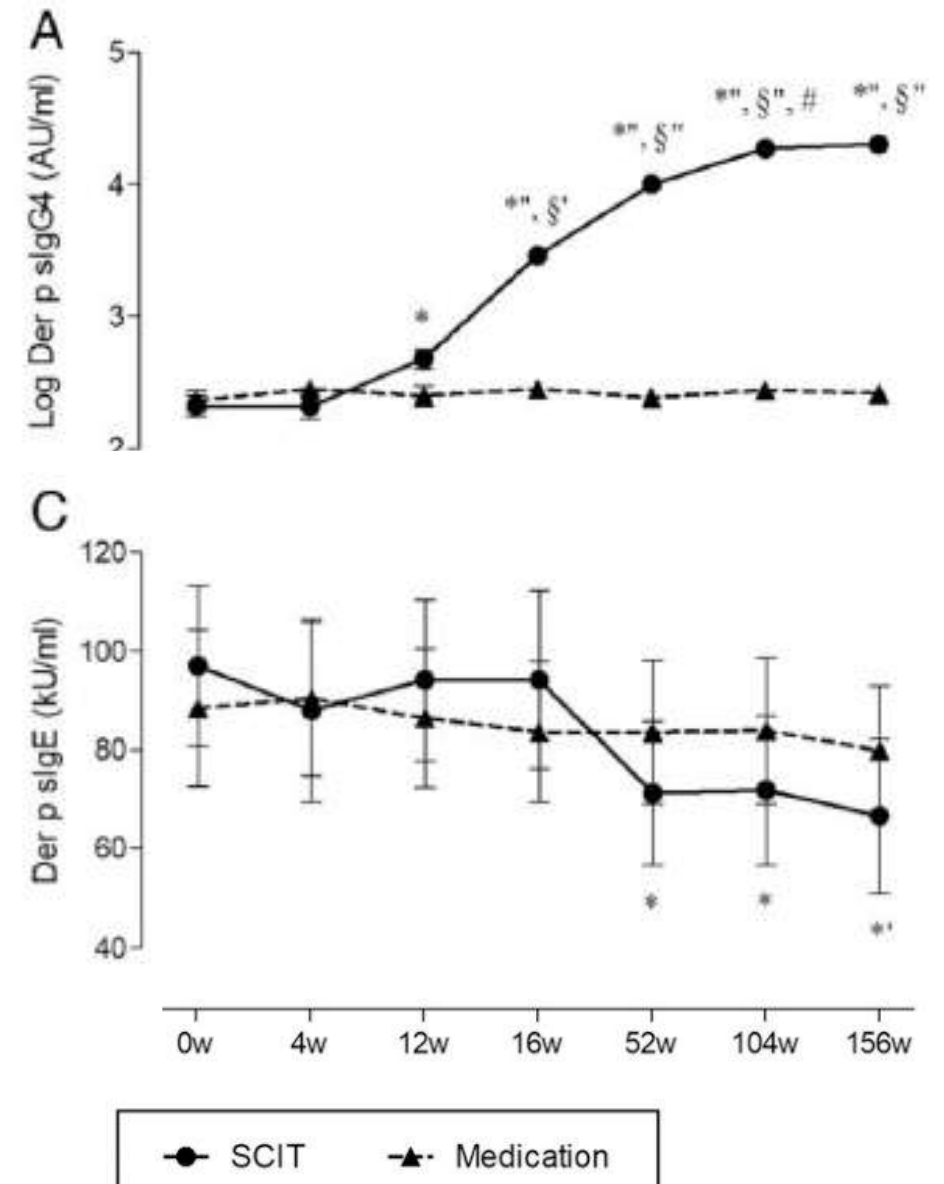 A
Log Der p sIgG4 (AU/ml)
5
4
3
2
*
*'', §'
*'', §''
*'', §'', #
*'', §''
C
Der p sIgE (kU/ml)
120
100
80
60
40
*
*
*'
0w 4w 12w 16w 52w 104w 156w
SCIT Medication